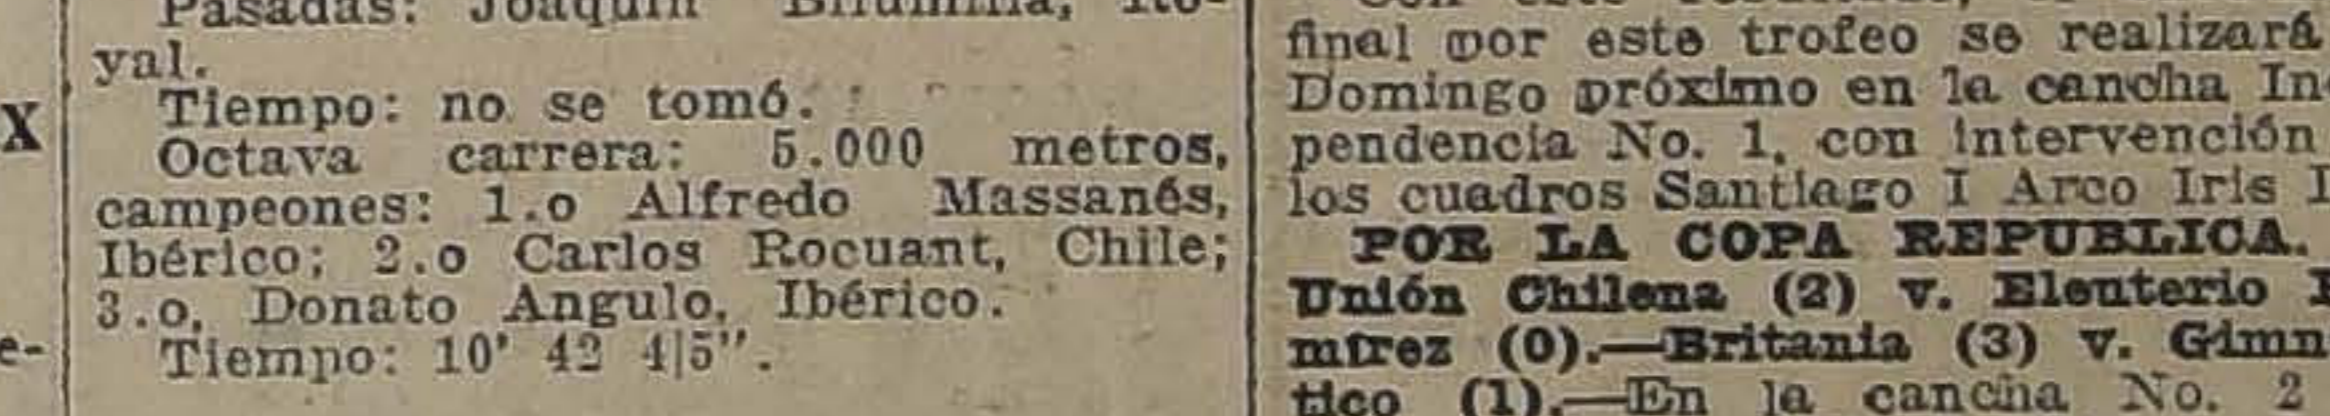 X
e-
Pasadas: Joaquín
yal.
Tiempo: no se tomó.
Octava carrera: 5.000 metros,
campeones: 1.o Alfredo Massanés,
Ibérico; 2.o Carlos Rocuant, Chile;
3.o, Donato Angulo, Ibérico.
Tiempo: 10' 42 4|5".
final por este trofeo se realizará
Domingo próximo en la cancha In
pendencia No. 1, con intervención
los cuadros Santiago I Arco Iris
POR LA COPA REPUBLICA.
Unión Chilena (2) v. Eleuterio
mírez (0).—Britania (3) v. Gimn
tico (1).—En la cancha No. 2